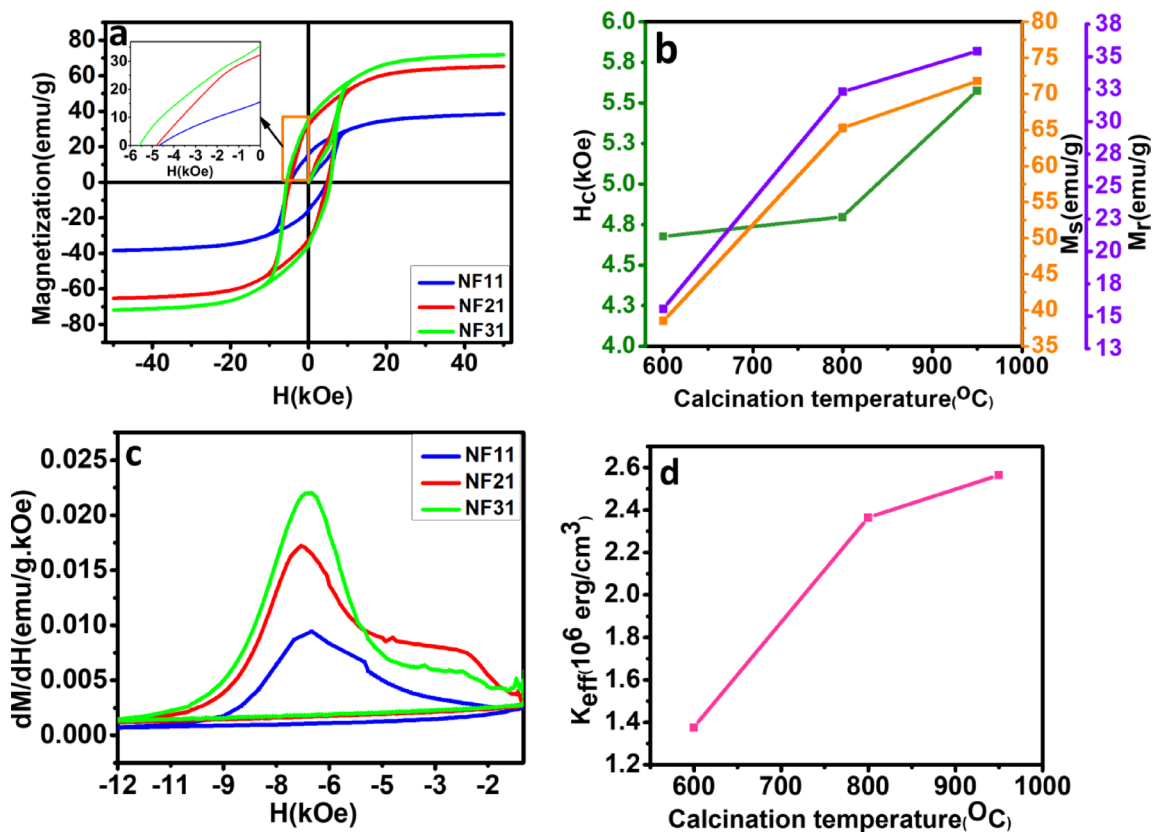 a
Magnetization(emu/g)
80
60
40
20
0
-20
-40
-60
-80
-40 -20 0 20 40
H(kOe)
30
20
10
0
-6 -5 -4 -3 -2 -1 0
H(kOe)
NF11
NF21
NF31
b
H_C(kOe)
6.0
5.8
5.5
5.3
5.0
4.8
4.5
4.3
4.0
600 700 800 900 1000
Calcination temperature(⁰C)
80
75
70
65
60
55
50
45
40
35
M_s(emu/g)
38
35
33
30
28
25
23
20
18
15
13
M_r(emu/g)
c
dM/dH(emu/g.kOe)
0.025
0.020
0.015
0.010
0.005
0.000
-12 -11 -9 -8 -6 -5 -3 -2
H(kOe)
NF11
NF21
NF31
d
K_eff(10⁶ erg/cm³)
2.6
2.4
2.2
2.0
1.8
1.6
1.4
1.2
600 700 800 900 1000
Calcination temperature(⁰C)